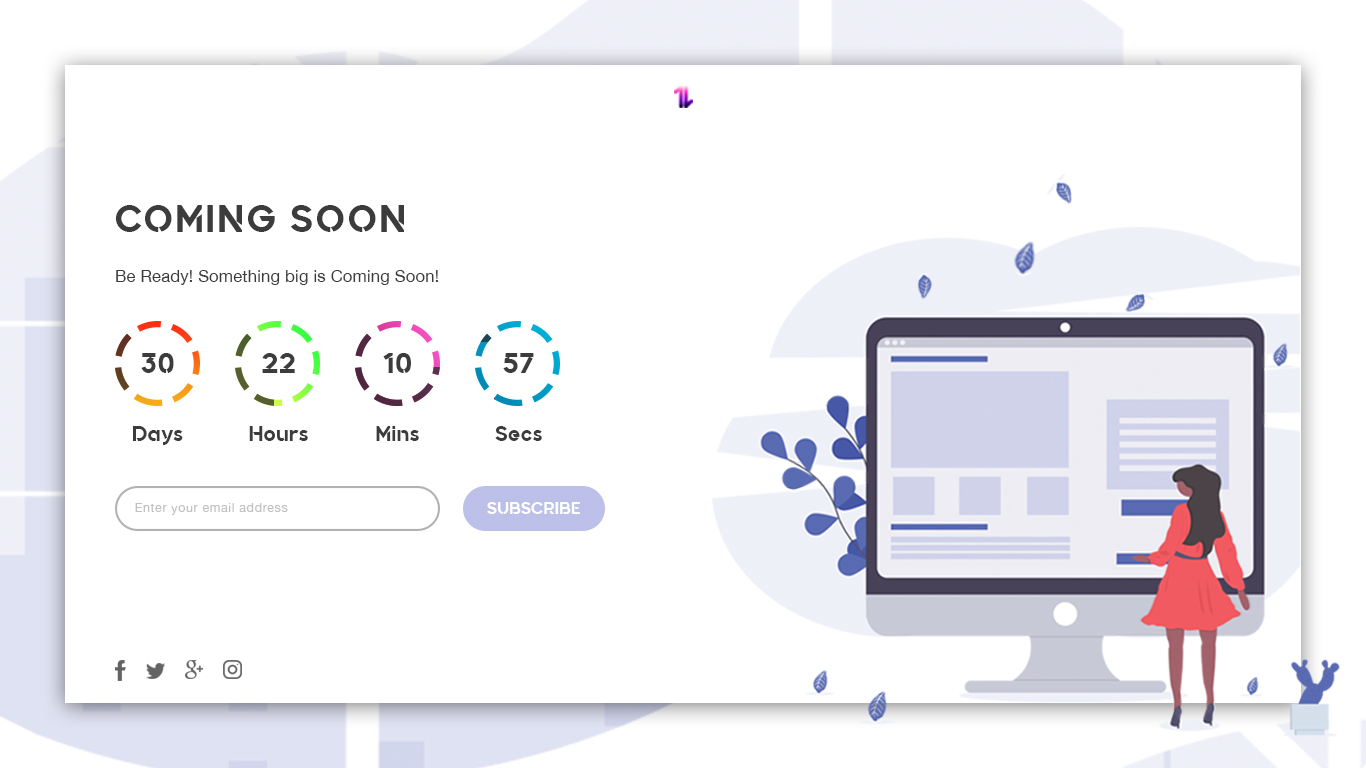 COMING SOON
Be Ready! Something big is Coming Soon!
30 22 10 57
Days Hours Mins Secs
Enter your email address SUBSCRIBE